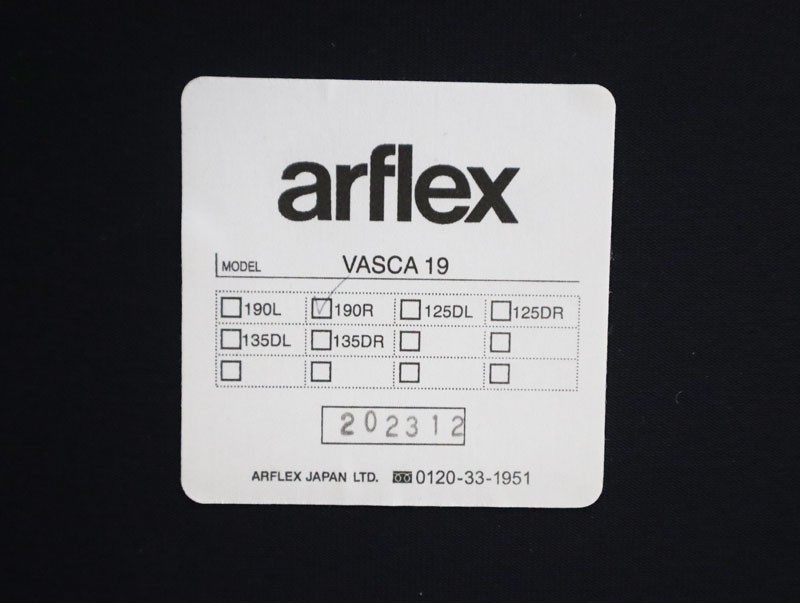 arflex
MODEL VASCA 19
190L 190R 125DL 125DR
135DL 135DR
202312
ARFLEX JAPAN LTD. 0120-33-1951